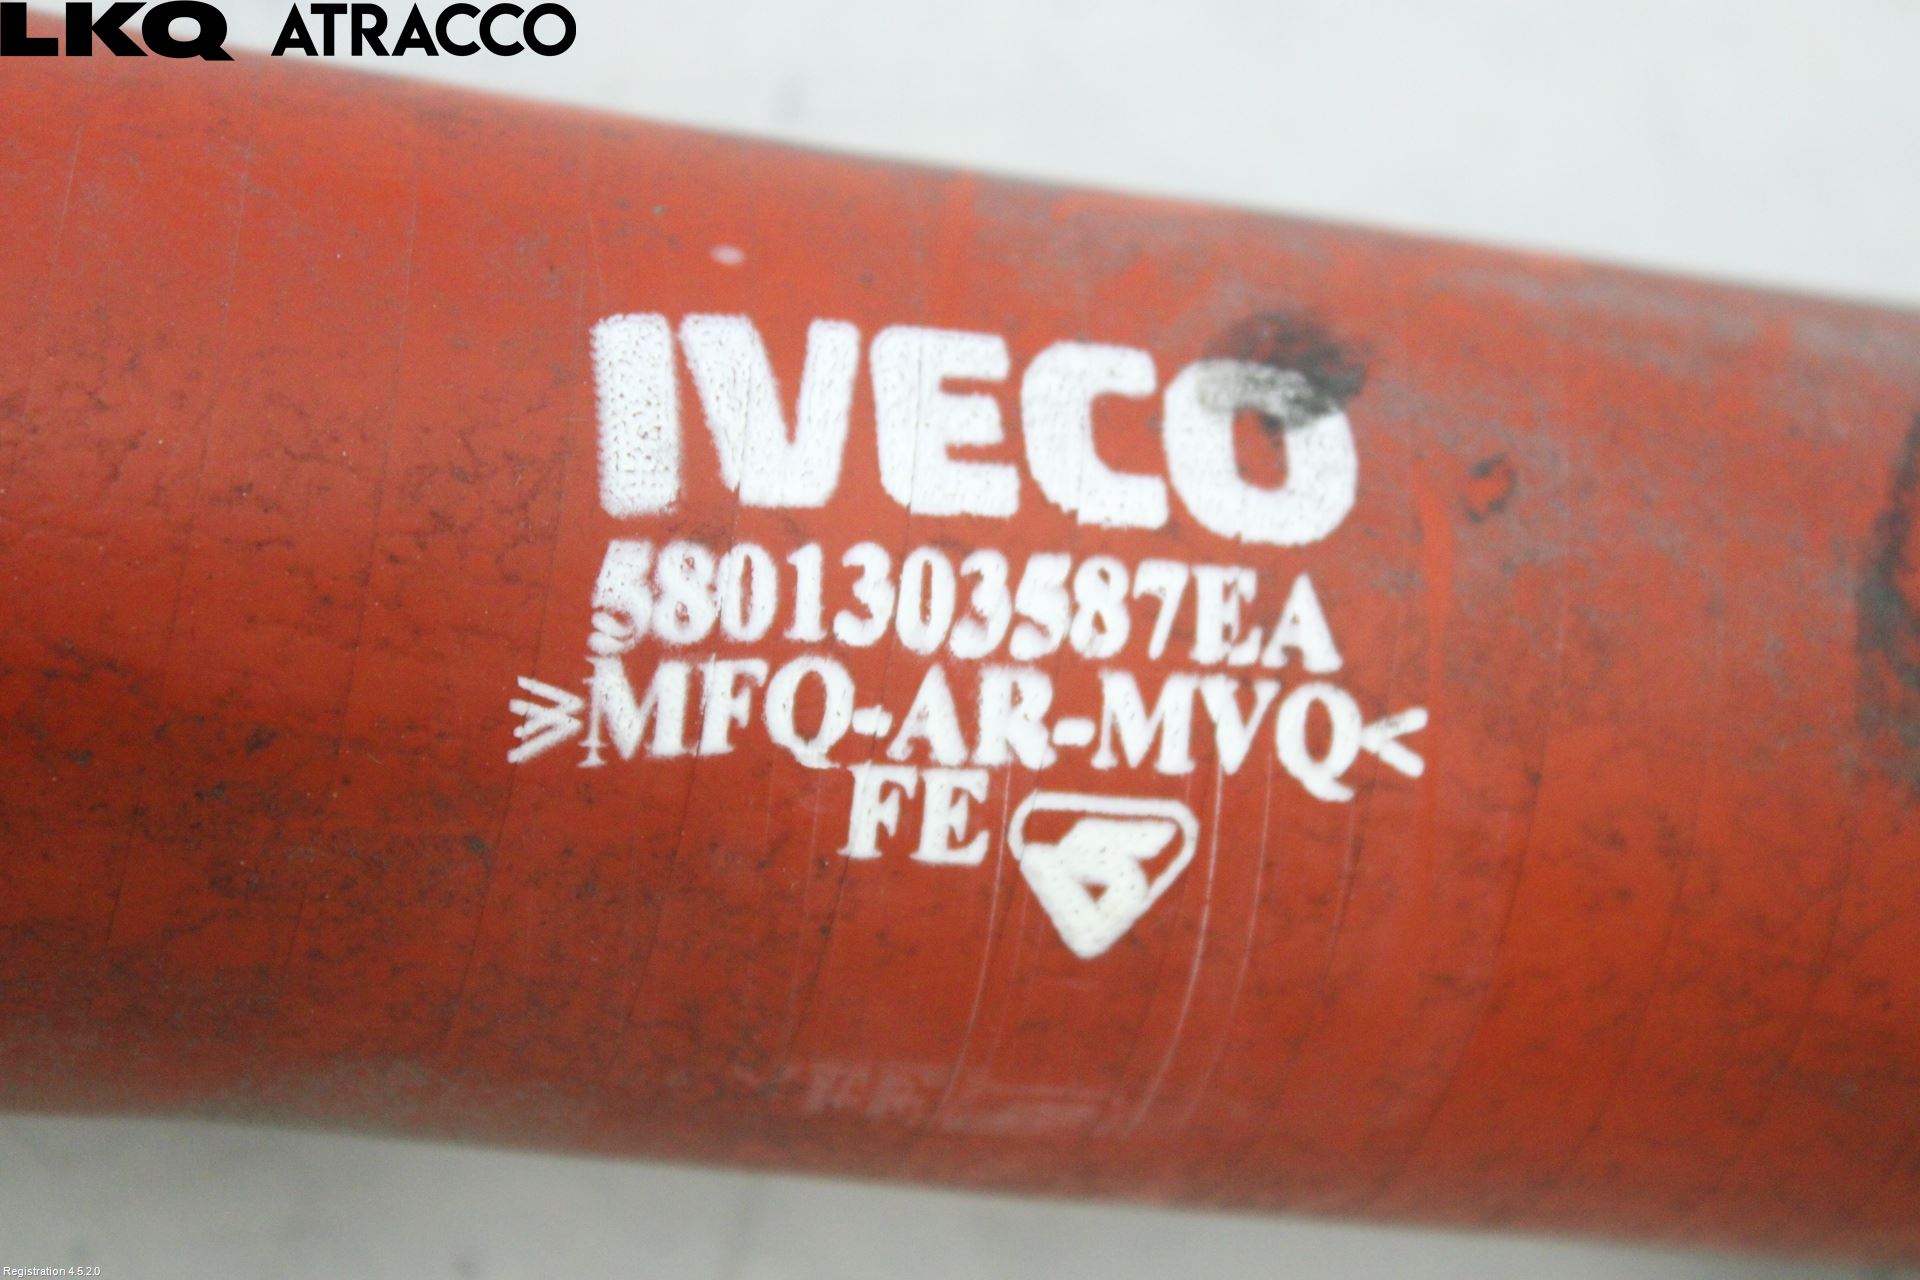 LKQ ATRACCO
IVECO
5801303587EA
>MFQ-AR-MVQ<
FE
Registration 4.5.2.0